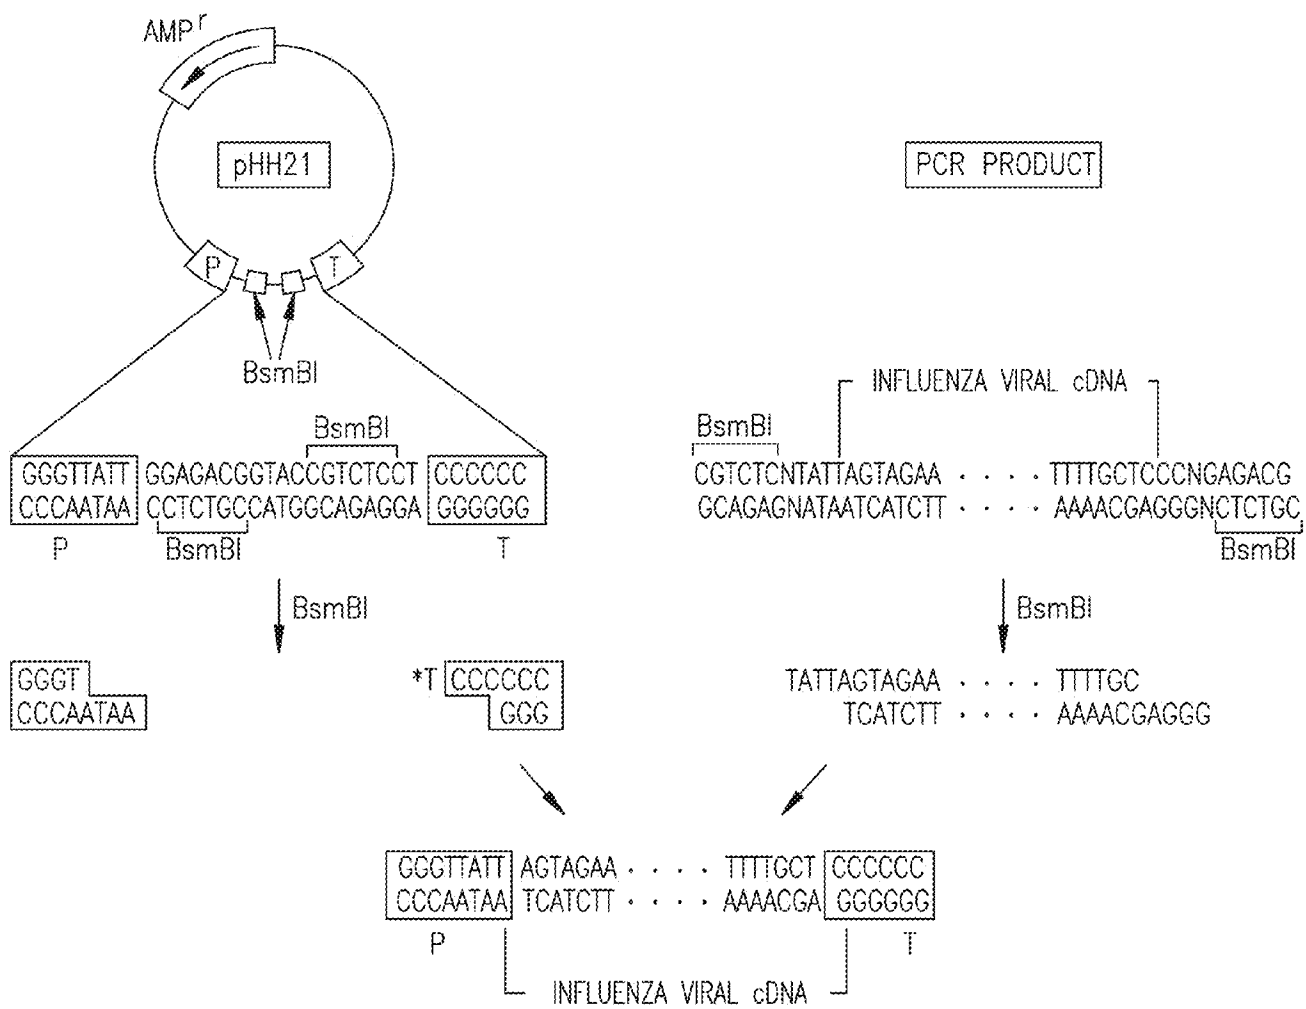 AMPʳ
pHH21
PCR PRODUCT
P
T
BsmBI
INFLUENZA VIRAL cDNA
BsmBI
BsmBI
GGGTTATT GGAGACGGTACCGTCTCCT CCCCCC
CCCAATAA CCTCTGCCATGGCAGAGGA GGGGGG
P
BsmBI
T
CGTCTCNTATTAGTAGAA · · · · TTTTGCTCCCNGAGACG
GCAGAGNATAATCATCTT · · · · AAAACGAGGGNCTCTGC
BsmBI
BsmBI
BsmBI
GGGT
CCCAATAA
*T CCCCCC
GGG
TATTAGTAGAA · · · · TTTTGC
TCATCTT · · · · AAAACGAGGG
GGGTTATT AGTAGAA · · · · TTTTGCT CCCCCC
CCCAATAA TCATCTT · · · · AAAACGA GGGGGG
P
T
INFLUENZA VIRAL cDNA